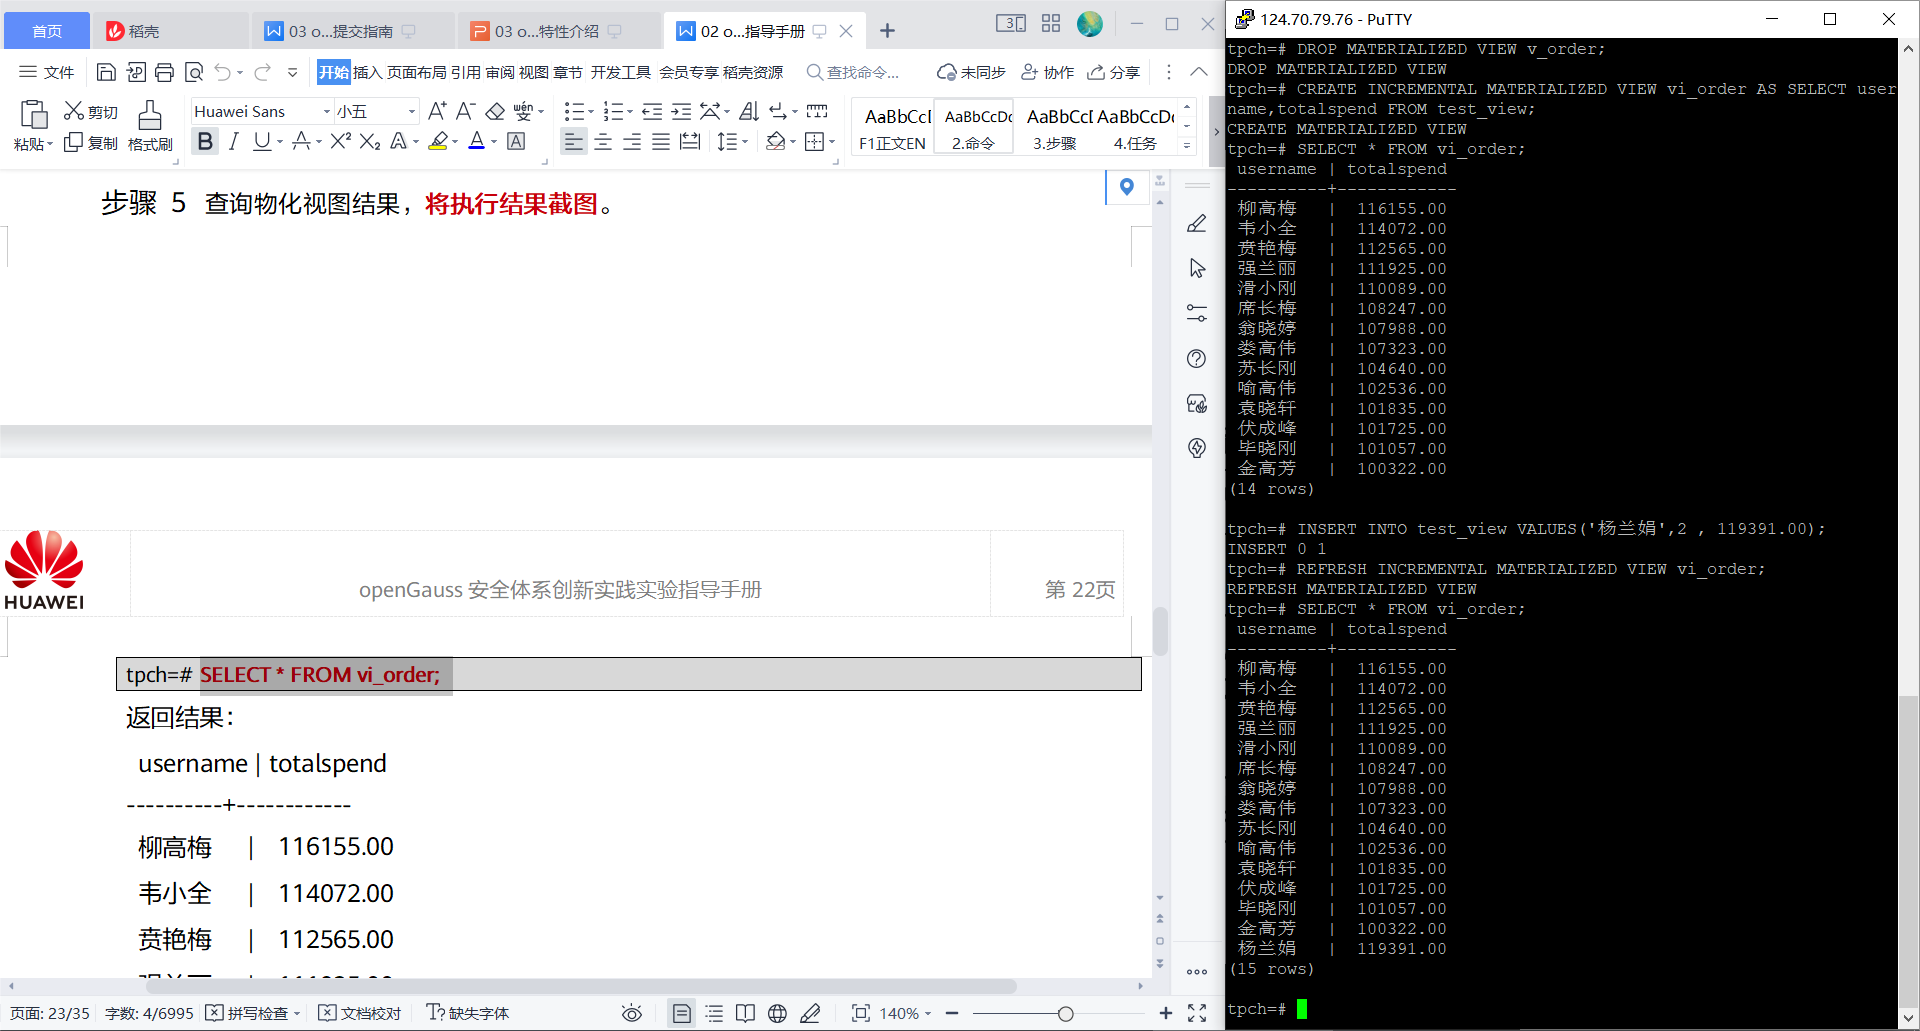 首页
稻壳
03 o...提交指南
03 o...特性介绍
02 o...指导手册
文件
开始 插入 页面布局 引用 审阅 视图 章节 开发工具 会员专享 稻壳资源
查找命令...
未同步 协作 分享
粘贴 剪切 复制 格式刷
Huawei Sans 小五
B I U A X² X₂ A A A
AaBbCcI AaBbCcDc AaBbCcI AaBbCcDc
F1正文EN 2.命令 3.步骤 4.任务
步骤 5 查询物化视图结果，将执行结果截图。
HUAWEI
openGauss 安全体系创新实践实验指导手册
第 22页
tpch=# SELECT * FROM vi_order;
返回结果：
username | totalspend
----------+------------
柳高梅 | 116155.00
韦小全 | 114072.00
贲艳梅 | 112565.00
页面: 23/35 字数: 4/6995 拼写检查 文档校对 缺失字体 140%
124.70.79.76 - PuTTY
tpch=# DROP MATERIALIZED VIEW v_order;
DROP MATERIALIZED VIEW
tpch=# CREATE INCREMENTAL MATERIALIZED VIEW vi_order AS SELECT user
name,totalspend FROM test_view;
CREATE MATERIALIZED VIEW
tpch=# SELECT * FROM vi_order;
username | totalspend
----------+------------
柳高梅 | 116155.00
韦小全 | 114072.00
贲艳梅 | 112565.00
强兰丽 | 111925.00
滑小刚 | 110089.00
席长梅 | 108247.00
翁晓婷 | 107988.00
娄高伟 | 107323.00
苏长刚 | 104640.00
喻高伟 | 102536.00
袁晓轩 | 101835.00
伏成峰 | 101725.00
毕晓刚 | 101057.00
金高芳 | 100322.00
(14 rows)
tpch=# INSERT INTO test_view VALUES('杨兰娟',2 , 119391.00);
INSERT 0 1
tpch=# REFRESH INCREMENTAL MATERIALIZED VIEW vi_order;
REFRESH MATERIALIZED VIEW
tpch=# SELECT * FROM vi_order;
username | totalspend
----------+------------
柳高梅 | 116155.00
韦小全 | 114072.00
贲艳梅 | 112565.00
强兰丽 | 111925.00
滑小刚 | 110089.00
席长梅 | 108247.00
翁晓婷 | 107988.00
娄高伟 | 107323.00
苏长刚 | 104640.00
喻高伟 | 102536.00
袁晓轩 | 101835.00
伏成峰 | 101725.00
毕晓刚 | 101057.00
金高芳 | 100322.00
杨兰娟 | 119391.00
(15 rows)
tpch=#